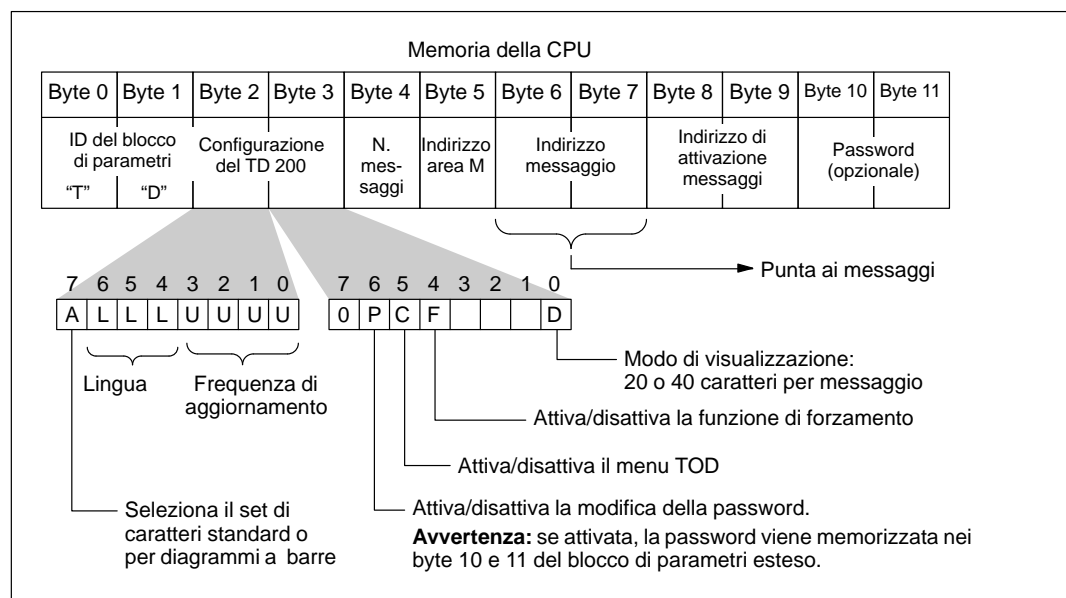 Memoria della CPU
Byte 0 Byte 1 Byte 2 Byte 3 Byte 4 Byte 5 Byte 6 Byte 7 Byte 8 Byte 9 Byte 10 Byte 11
ID del blocco
di parametri
“T” “D”
Configurazione
del TD 200
N.
mes-
saggi
Indirizzo
area M
Indirizzo
messaggio
Indirizzo di
attivazione
messaggi
Password
(opzionale)
Punta ai messaggi
7 6 5 4 3 2 1 0
A L L L U U U U
7 6 5 4 3 2 1 0
0 P C F D
Lingua
Frequenza di
aggiornamento
Modo di visualizzazione:
20 o 40 caratteri per messaggio
Attiva/disattiva la funzione di forzamento
Attiva/disattiva il menu TOD
Seleziona il set di
caratteri standard o
per diagrammi a barre
Attiva/disattiva la modifica della password.
Avvertenza: se attivata, la password viene memorizzata nei
byte 10 e 11 del blocco di parametri esteso.